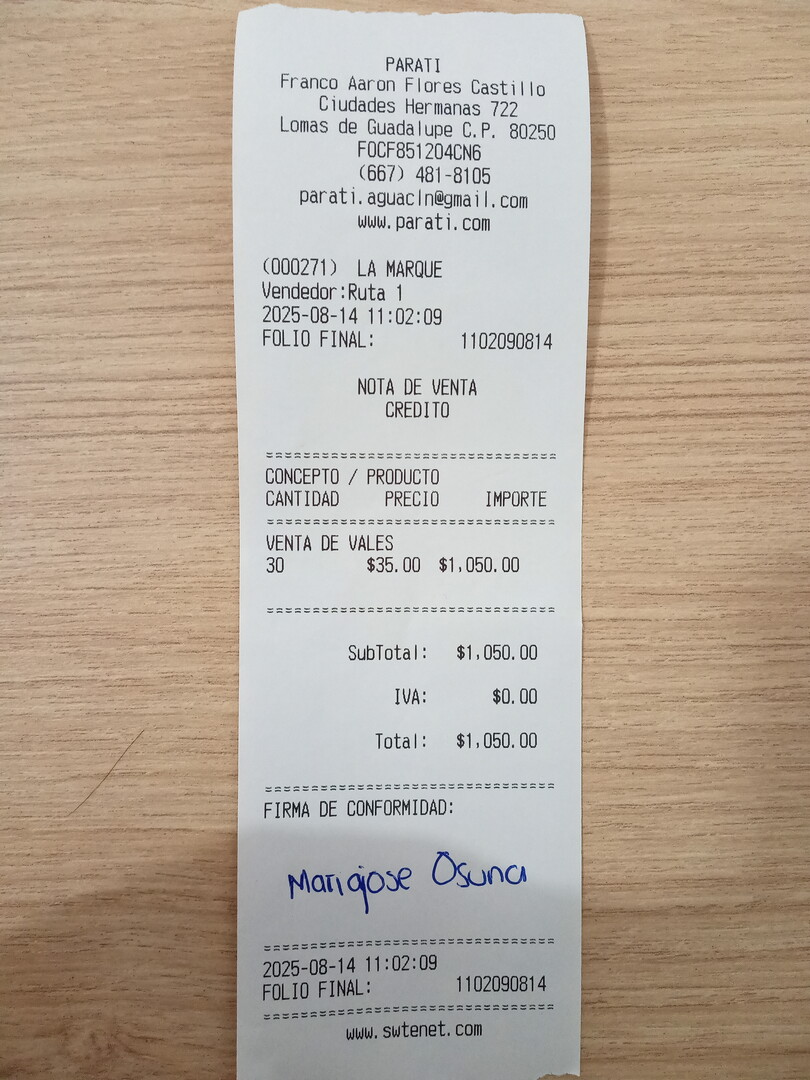 PARATI
Franco Aaron Flores Castillo
Ciudades Hermanas 722
Lomas de Guadalupe C.P. 80250
FOCF851204CN6
(667) 481-8105
parati.aguacln@gmail.com
www.parati.com
(000271) LA MARQUE
Vendedor:Ruta 1
2025-08-14 11:02:09
FOLIO FINAL: 1102090814
NOTA DE VENTA
CREDITO
CONCEPTO / PRODUCTO
CANTIDAD PRECIO IMPORTE
VENTA DE VALES
30 $35.00 $1,050.00
SubTotal: $1,050.00
IVA: $0.00
Total: $1,050.00
FIRMA DE CONFORMIDAD:
Mariajose Osuna
2025-08-14 11:02:09
FOLIO FINAL: 1102090814
www.swtenet.com